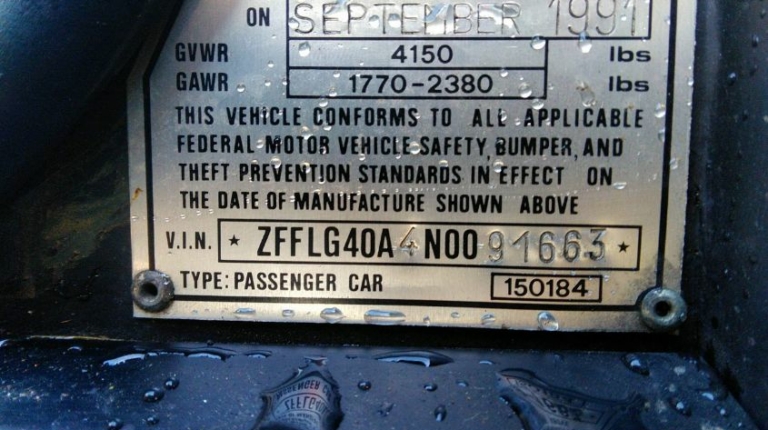 ON SEPTEMBER 1991
GVWR 4150 lbs
GAWR 1770-2380 lbs
THIS VEHICLE CONFORMS TO ALL APPLICABLE
FEDERAL MOTOR VEHICLE SAFETY, BUMPER, AND
THEFT PREVENTION STANDARDS IN EFFECT ON
THE DATE OF MANUFACTURE SHOWN ABOVE
V.I.N. ★ ZFFLG40A4N0091663 ★
TYPE: PASSENGER CAR 150184